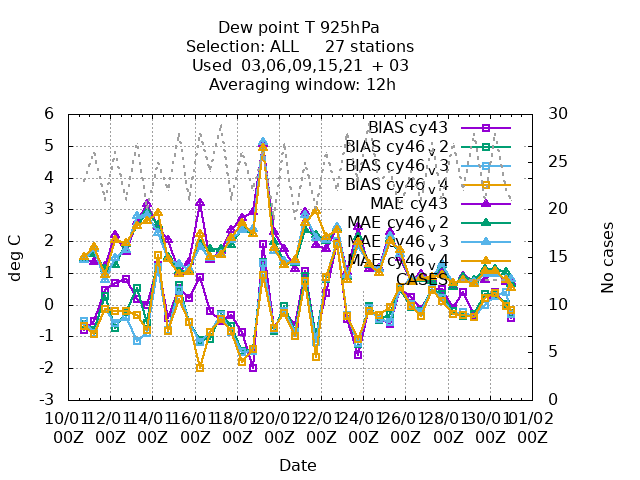 Dew point T 925hPa
Selection: ALL 27 stations
Used 03,06,09,15,21 + 03
Averaging window: 12h
deg C
No cases
6
5
4
3
2
1
0
-1
-2
-3
30
25
20
15
10
5
0
BIAS cy43
BIAS cy46_v2
BIAS cy46_v3
BIAS cy46_v4
MAE cy43
MAE cy46_v2
MAE cy46_v3
MAE cy46_v4
CASES
10/01 12/01 14/01 16/01 18/01 20/01 22/01 24/01 26/01 28/01 30/01 01/02
00Z 00Z 00Z 00Z 00Z 00Z 00Z 00Z 00Z 00Z 00Z 00Z
Date